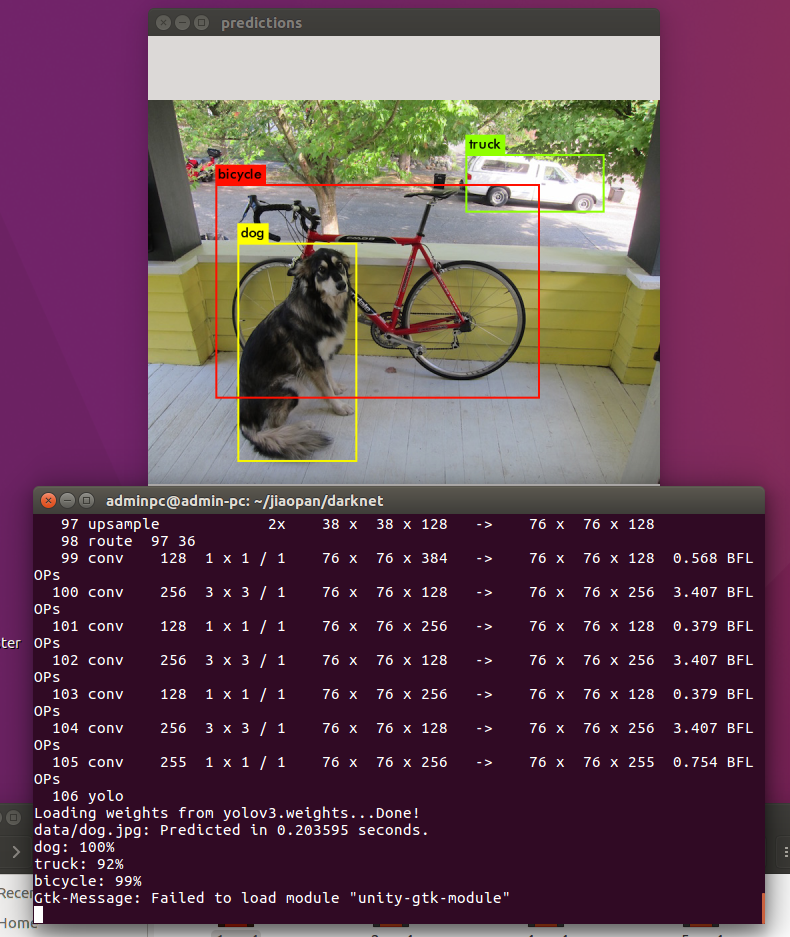 predictions
truck
bicycle
dog
adminpc@admin-pc: ~/jiaopan/darknet
97 upsample 2x 38 x 38 x 128 -> 76 x 76 x 128
98 route 97 36
99 conv 128 1 x 1 / 1 76 x 76 x 384 -> 76 x 76 x 128 0.568 BFL
OPs
100 conv 256 3 x 3 / 1 76 x 76 x 128 -> 76 x 76 x 256 3.407 BFL
OPs
101 conv 128 1 x 1 / 1 76 x 76 x 256 -> 76 x 76 x 128 0.379 BFL
OPs
102 conv 256 3 x 3 / 1 76 x 76 x 128 -> 76 x 76 x 256 3.407 BFL
OPs
103 conv 128 1 x 1 / 1 76 x 76 x 256 -> 76 x 76 x 128 0.379 BFL
OPs
104 conv 256 3 x 3 / 1 76 x 76 x 128 -> 76 x 76 x 256 3.407 BFL
OPs
105 conv 255 1 x 1 / 1 76 x 76 x 256 -> 76 x 76 x 255 0.754 BFL
OPs
106 yolo
Loading weights from yolov3.weights...Done!
data/dog.jpg: Predicted in 0.203595 seconds.
dog: 100%
truck: 92%
bicycle: 99%
Gtk-Message: Failed to load module "unity-gtk-module"
ter
Recen
Home